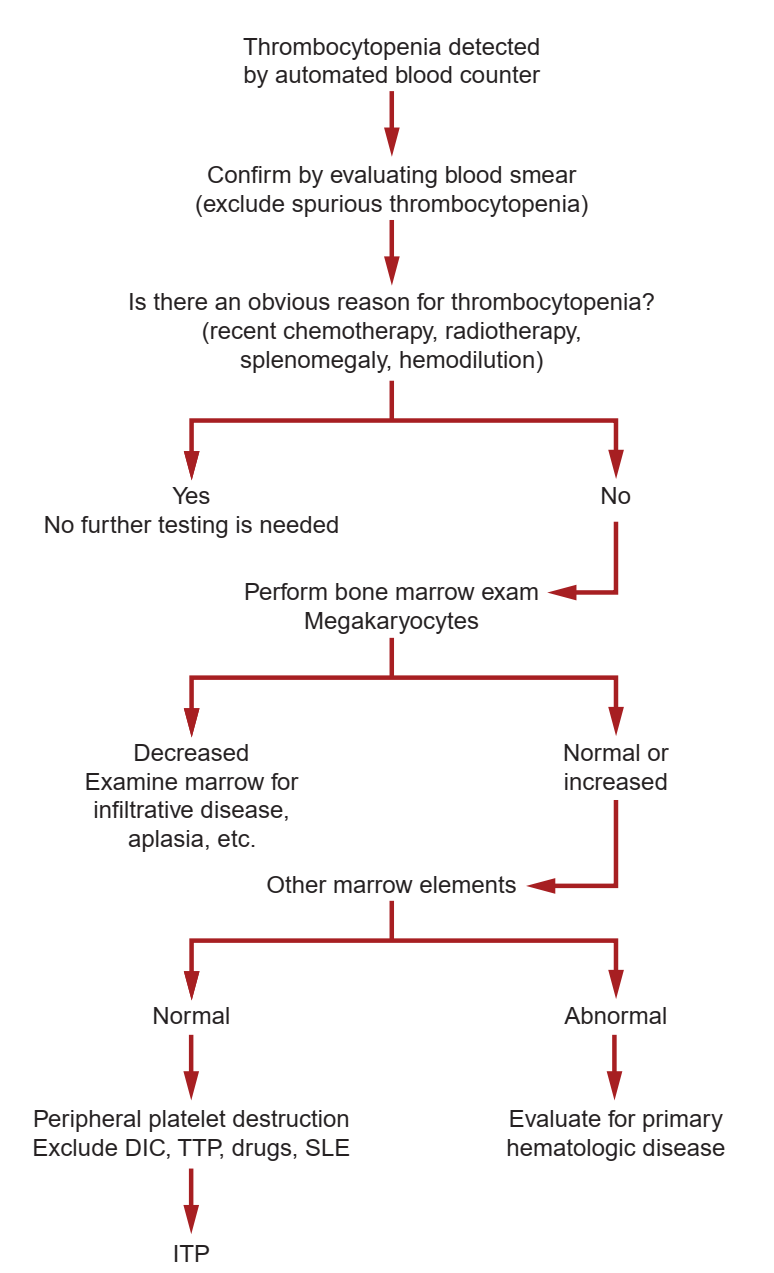 Thrombocytopenia detected
by automated blood counter
Confirm by evaluating blood smear
(exclude spurious thrombocytopenia)
Is there an obvious reason for thrombocytopenia?
(recent chemotherapy, radiotherapy,
splenomegaly, hemodilution)
Yes
No further testing is needed
No
Perform bone marrow exam
Megakaryocytes
Decreased
Examine marrow for
infiltrative disease,
aplasia, etc.
Normal or
increased
Other marrow elements
Normal
Abnormal
Peripheral platelet destruction
Exclude DIC, TTP, drugs, SLE
Evaluate for primary
hematologic disease
ITP